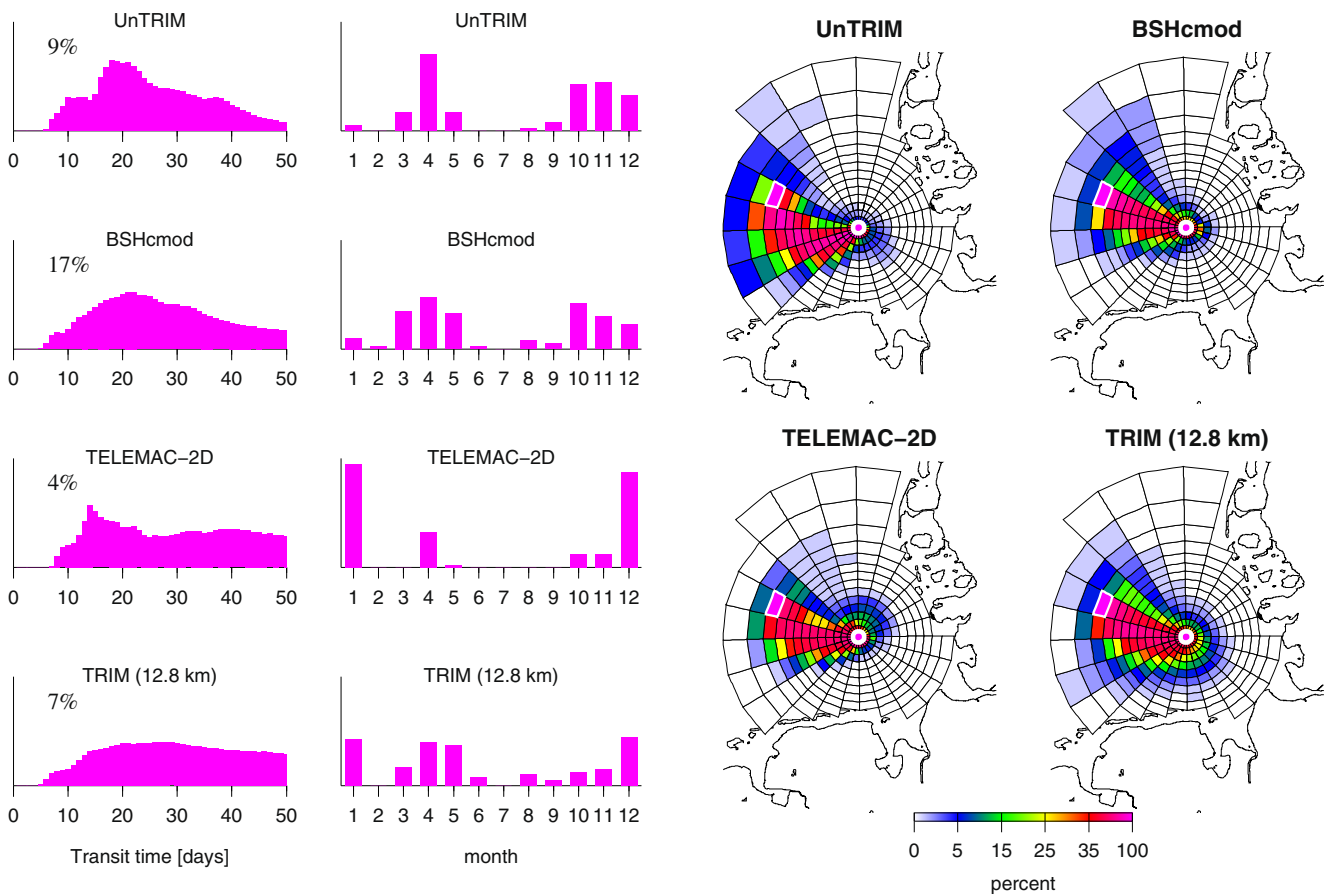 UnTRIM
9%
0 10 20 30 40 50
UnTRIM
1 2 3 4 5 6 7 8 9 10 11 12
BSHcmod
17%
0 10 20 30 40 50
BSHcmod
1 2 3 4 5 6 7 8 9 10 11 12
TELEMAC−2D
4%
0 10 20 30 40 50
TELEMAC−2D
1 2 3 4 5 6 7 8 9 10 11 12
TRIM (12.8 km)
7%
0 10 20 30 40 50
Transit time [days]
TRIM (12.8 km)
1 2 3 4 5 6 7 8 9 10 11 12
month
UnTRIM
BSHcmod
TELEMAC−2D
TRIM (12.8 km)
0 5 15 25 35 100
percent